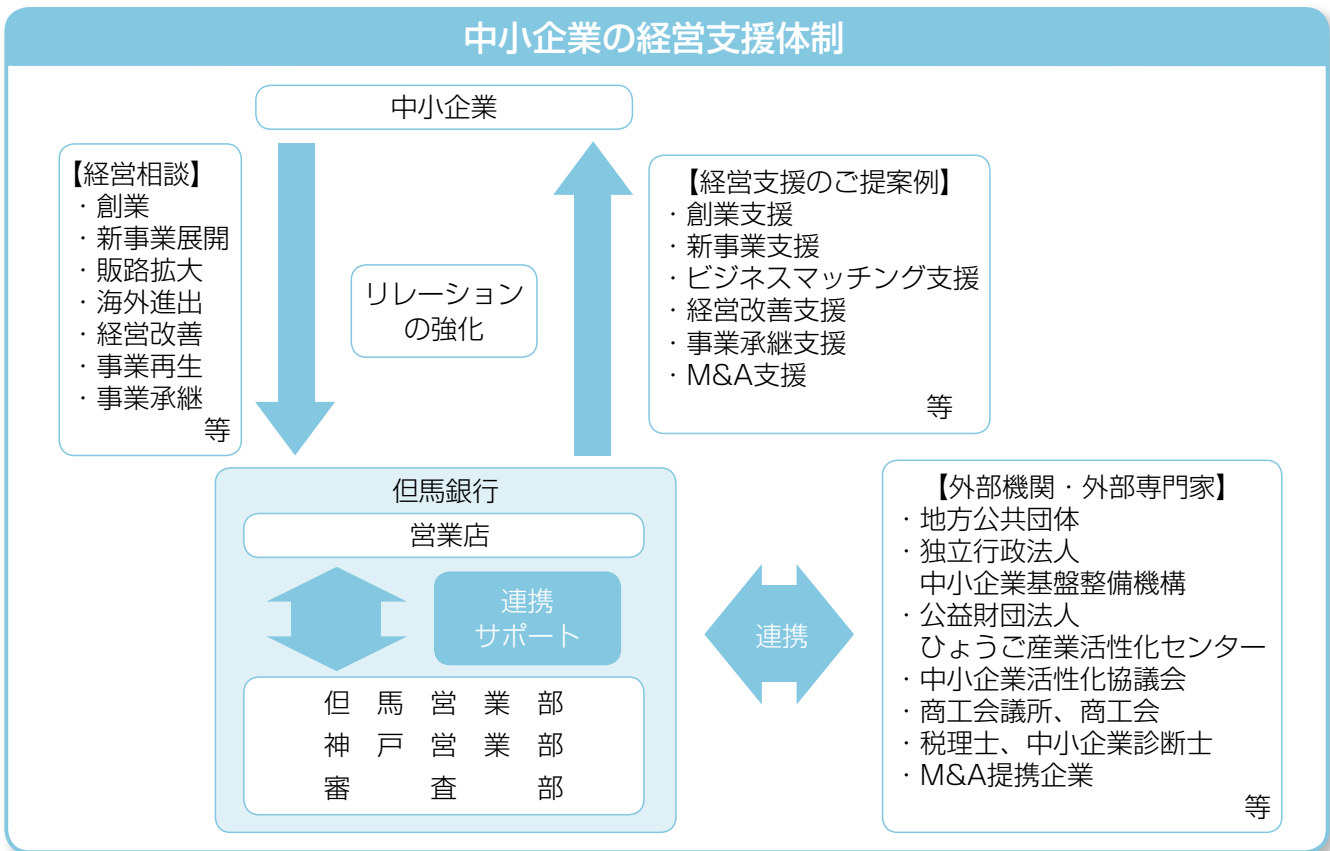 中小企業の経営支援体制
中小企業
【経営相談】
・創業
・新事業展開
・販路拡大
・海外進出
・経営改善
・事業再生
・事業承継
等
リレーション
の強化
【経営支援のご提案例】
・創業支援
・新事業支援
・ビジネスマッチング支援
・経営改善支援
・事業承継支援
・M&A支援
等
但馬銀行
営業店
連携
サポート
但馬営業部
神戸営業部
審査部
連携
【外部機関・外部専門家】
・地方公共団体
・独立行政法人
中小企業基盤整備機構
・公益財団法人
ひょうご産業活性化センター
・中小企業活性化協議会
・商工会議所、商工会
・税理士、中小企業診断士
・M&A提携企業
等